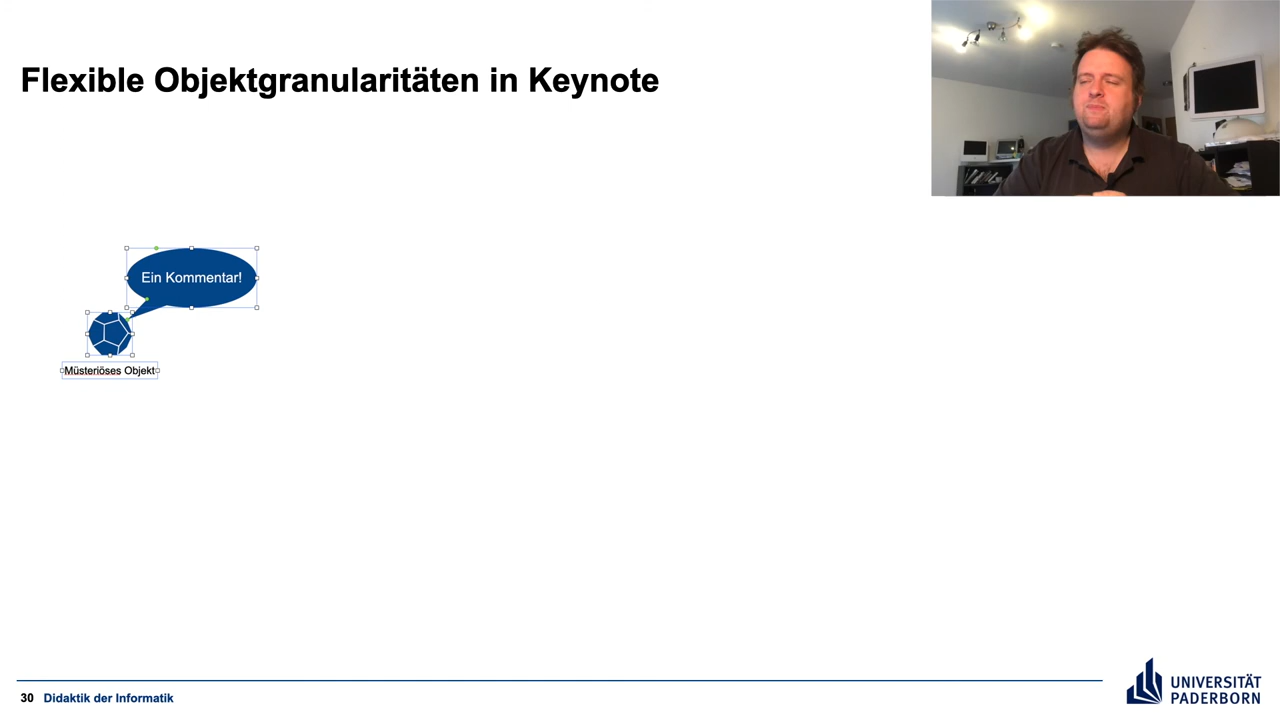 Flexible Objektgranularitäten in Keynote
Ein Kommentar!
Müsteriöses Objekt
30 Didaktik der Informatik
UNIVERSITÄT
PADERBORN